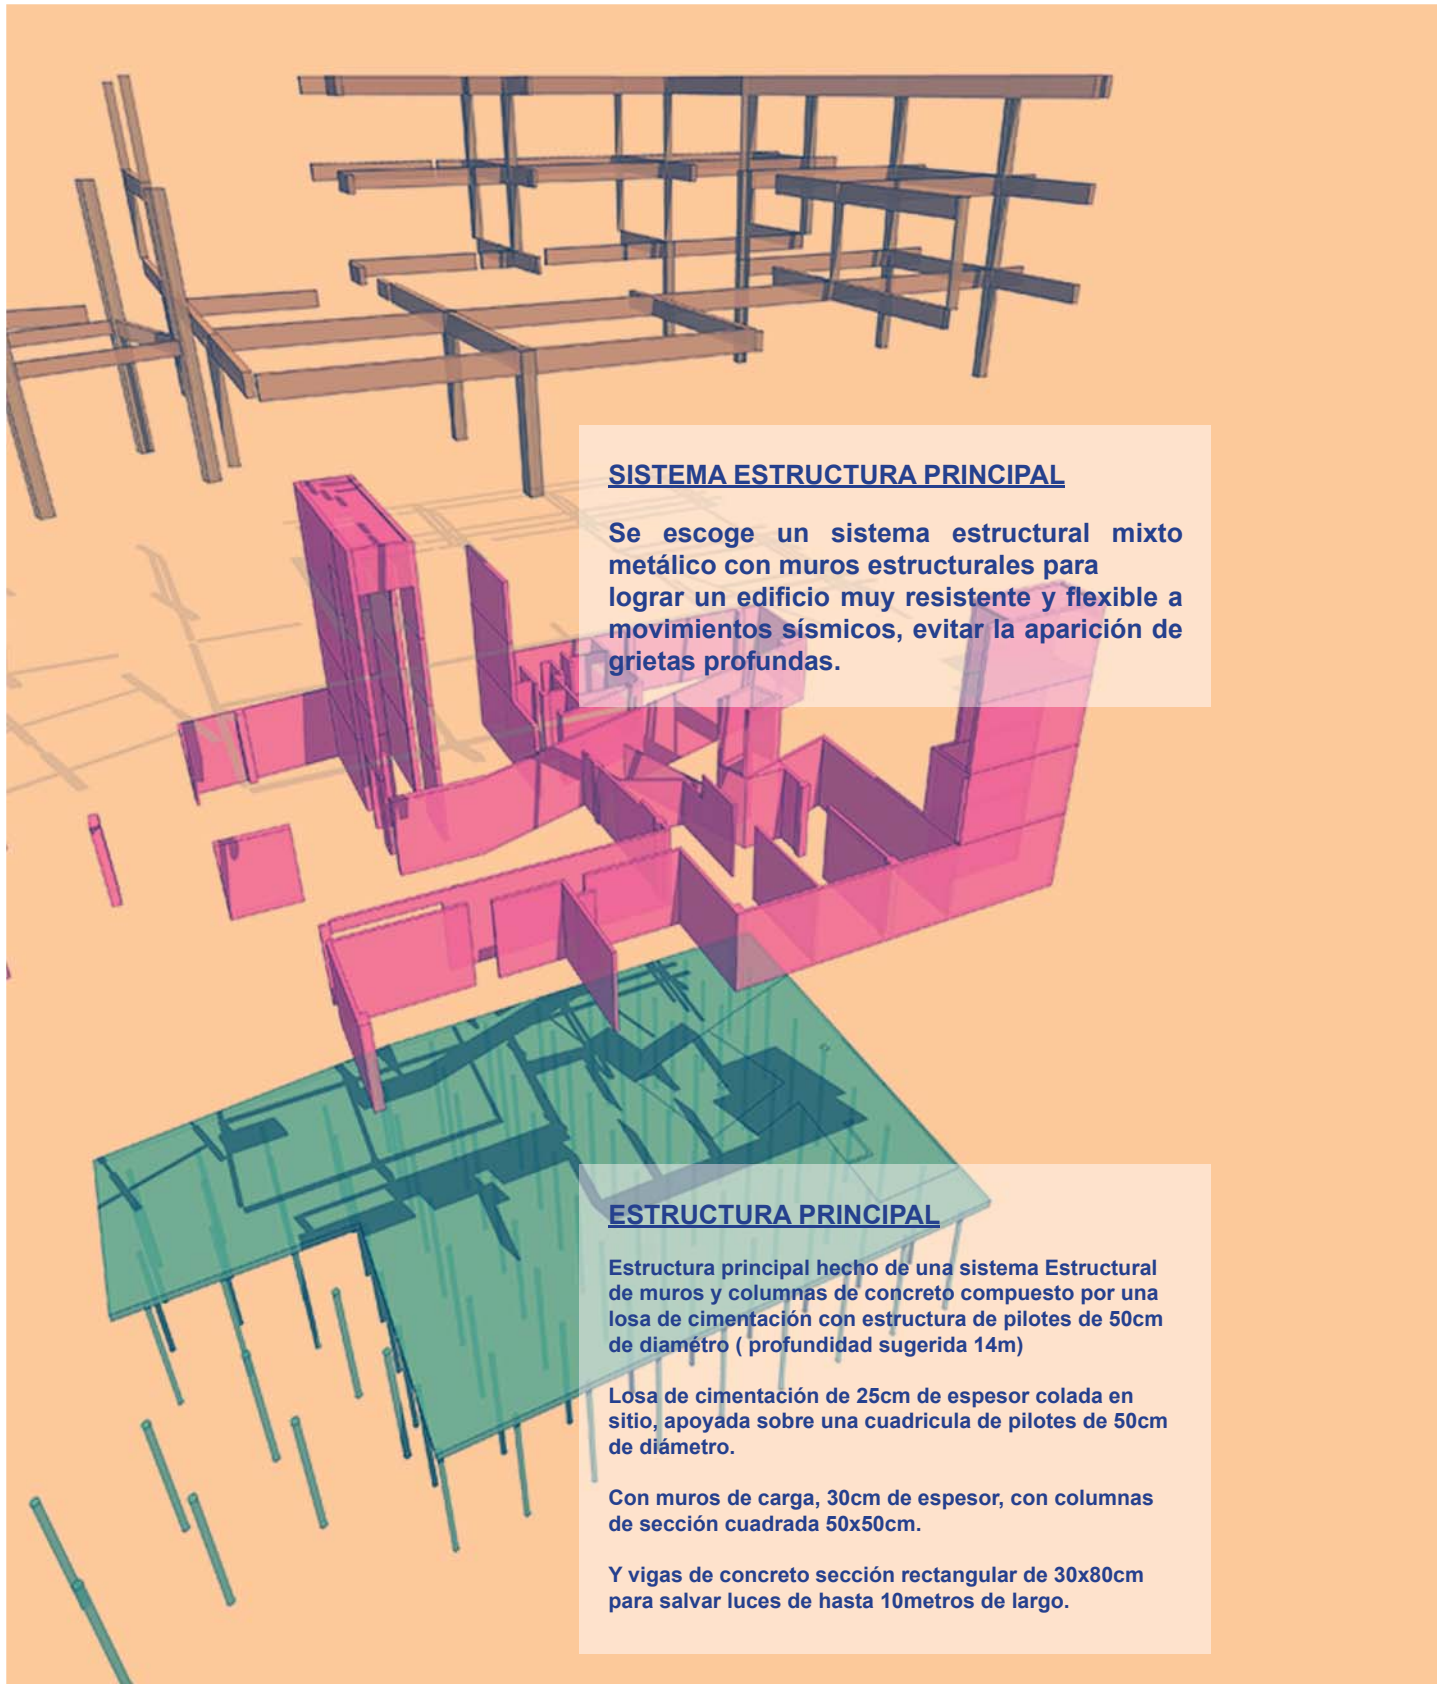 SISTEMA ESTRUCTURA PRINCIPAL
Se escoge un sistema estructural mixto
metálico con muros estructurales para
lograr un edificio muy resistente y flexible a
movimientos sísmicos, evitar la aparición de
grietas profundas.
ESTRUCTURA PRINCIPAL
Estructura principal hecho de una sistema Estructural
de muros y columnas de concreto compuesto por una
losa de cimentación con estructura de pilotes de 50cm
de diamétro ( profundidad sugerida 14m)
Losa de cimentación de 25cm de espesor colada en
sitio, apoyada sobre una cuadricula de pilotes de 50cm
de diámetro.
Con muros de carga, 30cm de espesor, con columnas
de sección cuadrada 50x50cm.
Y vigas de concreto sección rectangular de 30x80cm
para salvar luces de hasta 10metros de largo.